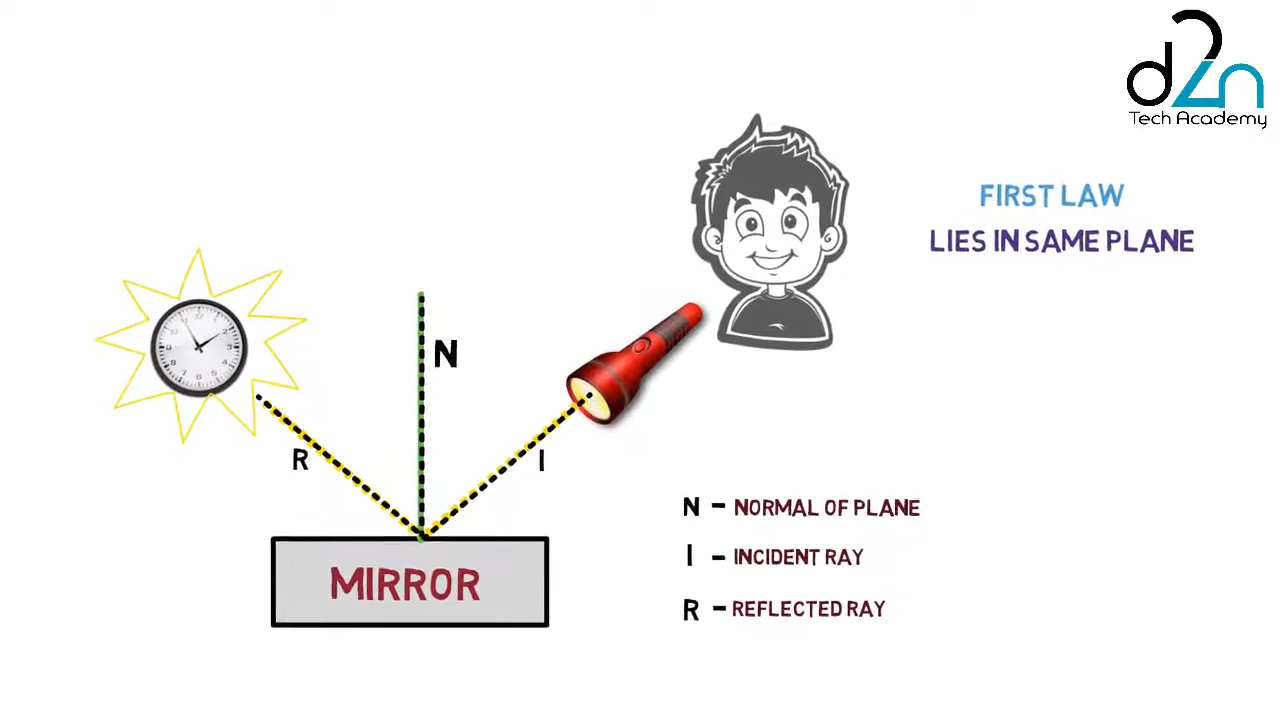 d2n
Tech Academy
FIRST LAW
LIES IN SAME PLANE
N
R
I
MIRROR
N - NORMAL OF PLANE
I - INCIDENT RAY
R - REFLECTED RAY